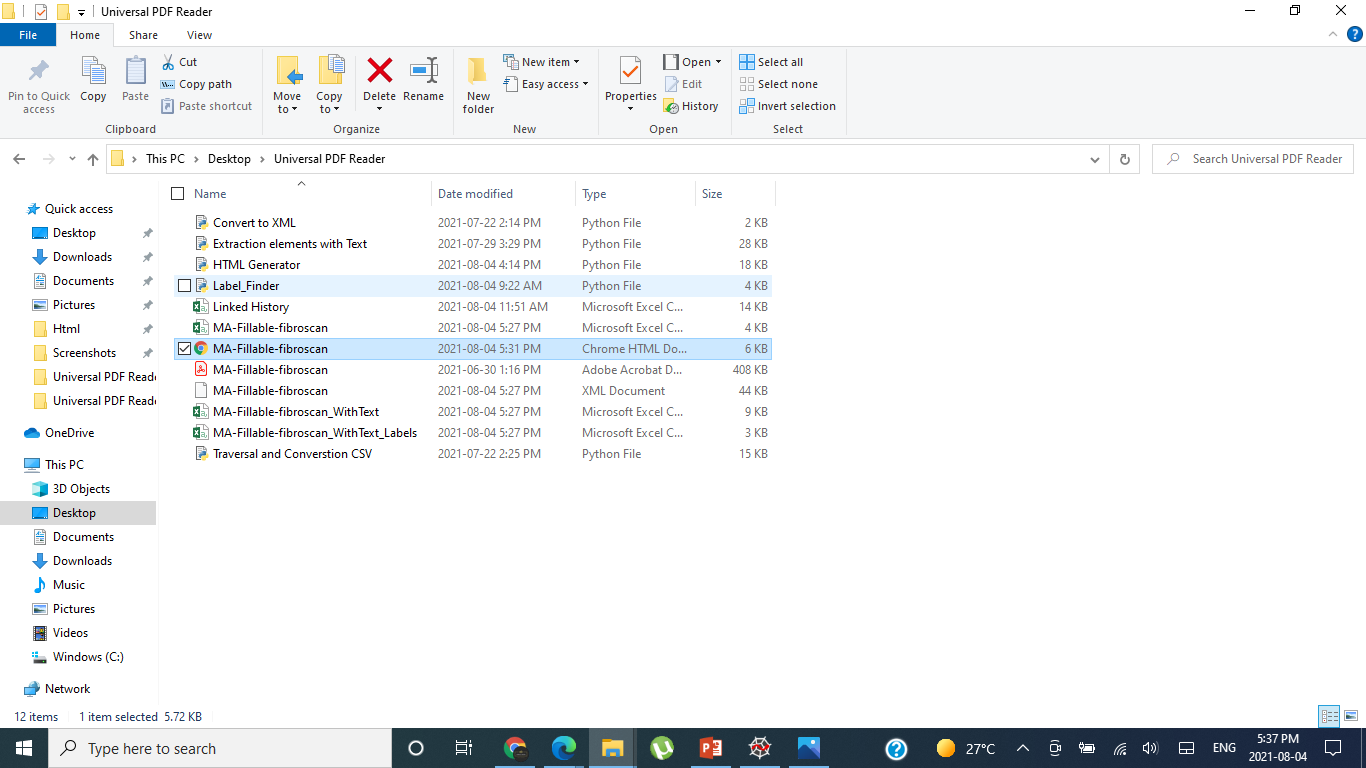 Universal PDF Reader
File Home Share View
Pin to Quick access
Copy
Paste
Cut
Copy path
Paste shortcut
Clipboard
Move to
Copy to
Delete
Rename
Organize
New folder
New item
Easy access
New
Properties
Open
Edit
History
Open
Select all
Select none
Invert selection
Select
This PC Desktop Universal PDF Reader
Search Universal PDF Reader
Quick access
Desktop
Downloads
Documents
Pictures
Html
Screenshots
Universal PDF Reade
Universal PDF Reade
OneDrive
This PC
3D Objects
Desktop
Documents
Downloads
Music
Pictures
Videos
Windows (C:)
Network
Name Date modified Type Size
Convert to XML 2021-07-22 2:14 PM Python File 2 KB
Extraction elements with Text 2021-07-29 3:29 PM Python File 28 KB
HTML Generator 2021-08-04 4:14 PM Python File 18 KB
Label_Finder 2021-08-04 9:22 AM Python File 4 KB
Linked History 2021-08-04 11:51 AM Microsoft Excel C... 14 KB
MA-Fillable-fibroscan 2021-08-04 5:27 PM Microsoft Excel C... 4 KB
MA-Fillable-fibroscan 2021-08-04 5:31 PM Chrome HTML Do... 6 KB
MA-Fillable-fibroscan 2021-06-30 1:16 PM Adobe Acrobat D... 408 KB
MA-Fillable-fibroscan 2021-08-04 5:27 PM XML Document 44 KB
MA-Fillable-fibroscan_WithText 2021-08-04 5:27 PM Microsoft Excel C... 9 KB
MA-Fillable-fibroscan_WithText_Labels 2021-08-04 5:27 PM Microsoft Excel C... 3 KB
Traversal and Converstion CSV 2021-07-22 2:25 PM Python File 15 KB
12 items 1 item selected 5.72 KB
Type here to search
27°C
ENG
5:37 PM
2021-08-04